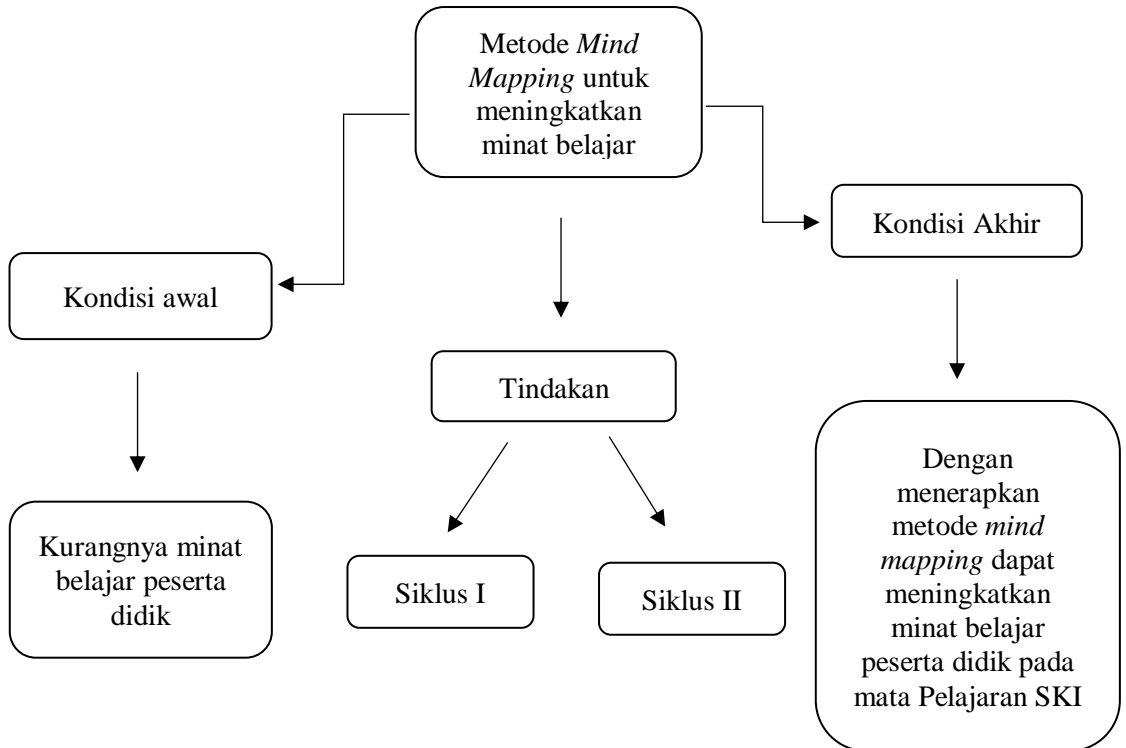 Metode Mind
Mapping untuk
meningkatkan
minat belajar
Kondisi Akhir
Kondisi awal
Tindakan
Dengan
menerapkan
metode mind
mapping dapat
meningkatkan
minat belajar
peserta didik pada
mata Pelajaran SKI
Kurangnya minat
belajar peserta
didik
Siklus I
Siklus II